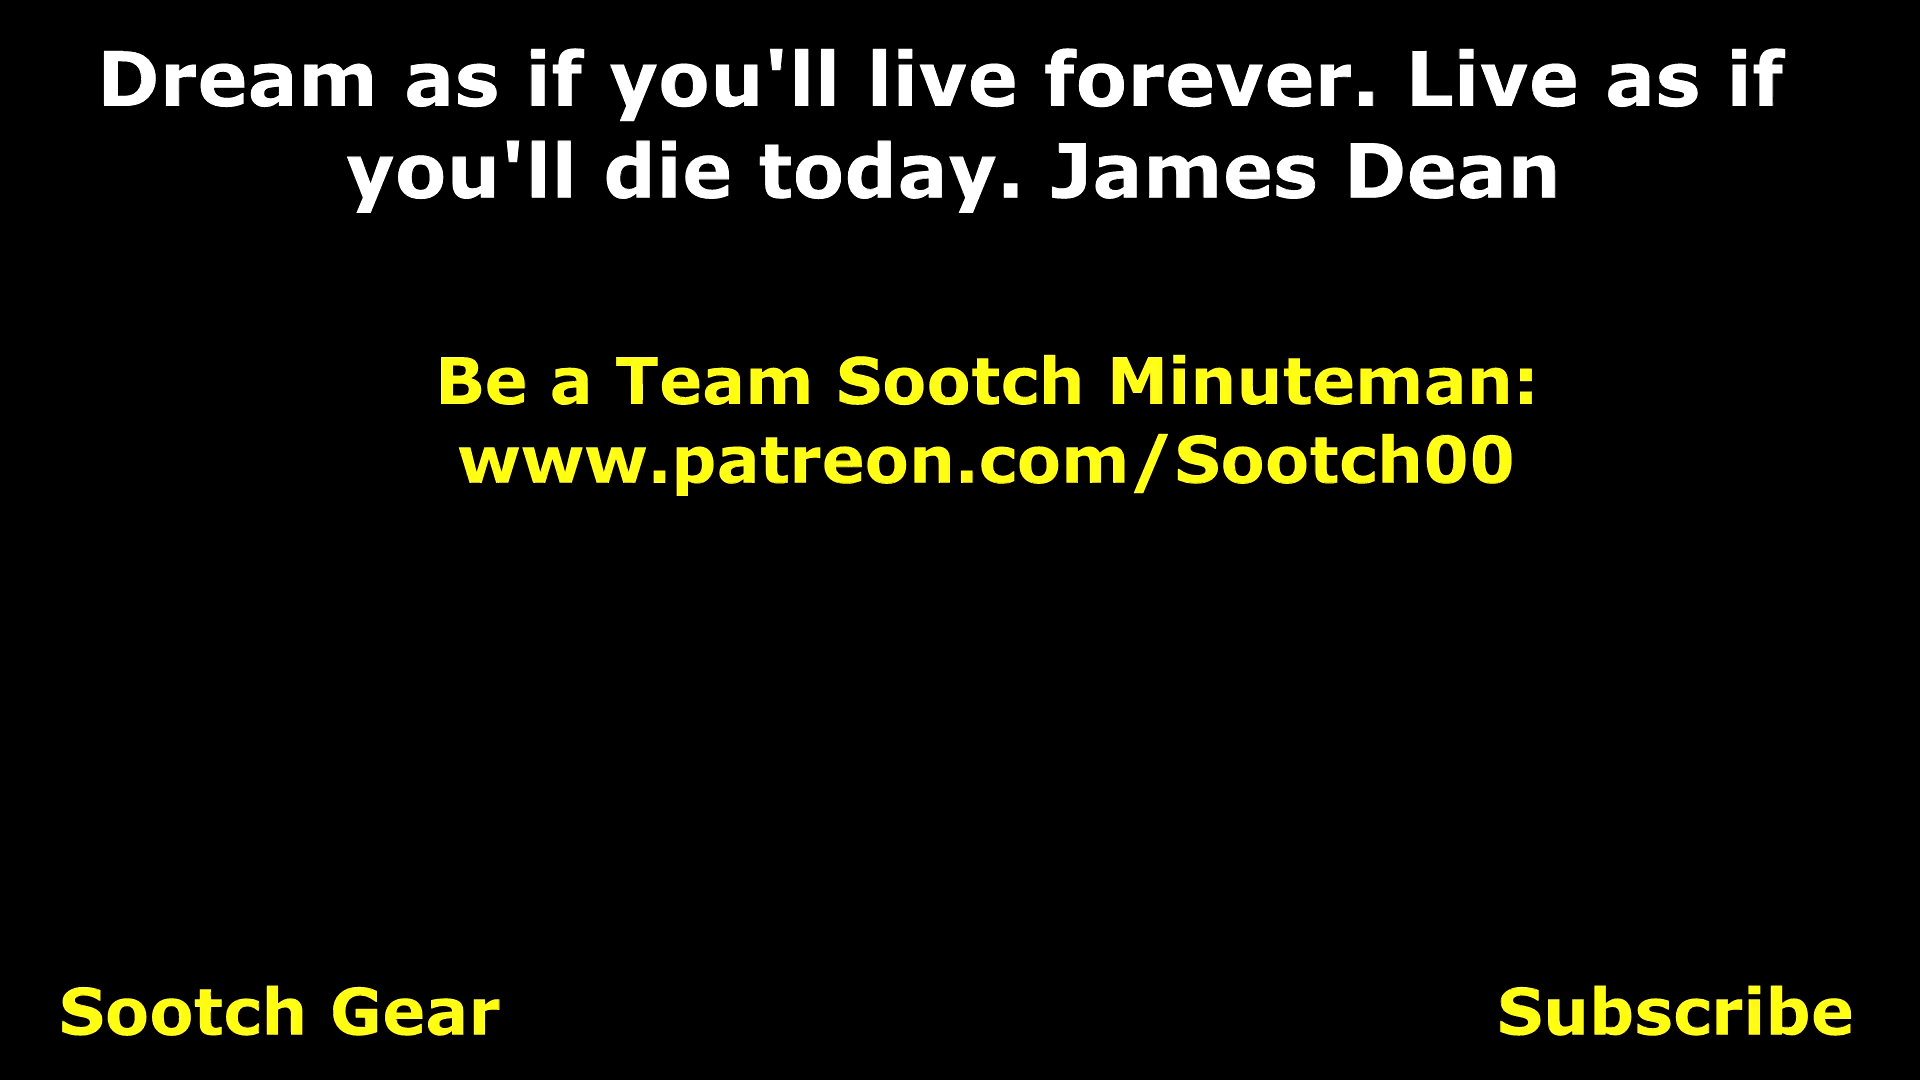 Dream as if you'll live forever. Live as if
you'll die today. James Dean
Be a Team Sootch Minuteman:
www.patreon.com/Sootch00
Sootch Gear
Subscribe